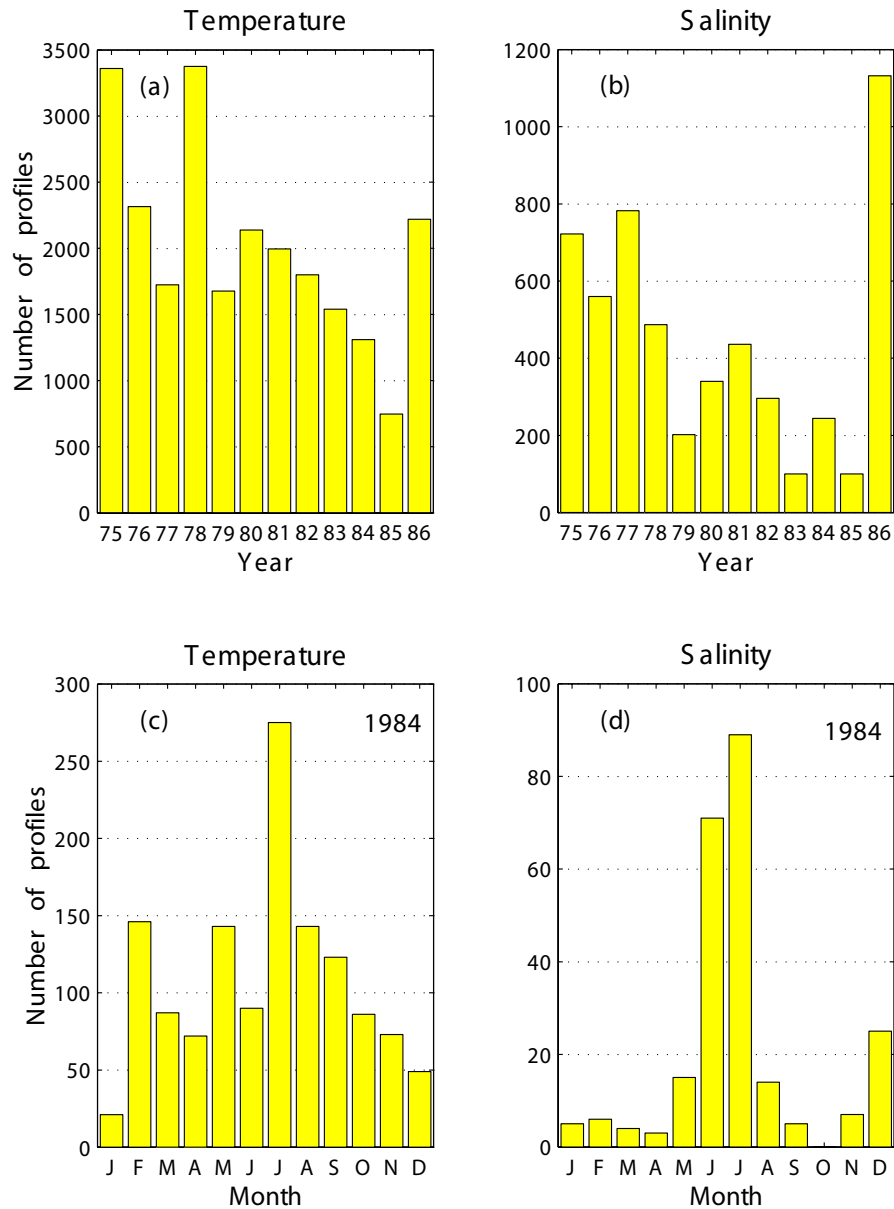 Temperature
(a)
3500
3000
2500
2000
1500
1000
500
0
Number of profiles
75 76 77 78 79 80 81 82 83 84 85 86
Year
Salinity
(b)
1200
1000
800
600
400
200
0
75 76 77 78 79 80 81 82 83 84 85 86
Year
Temperature
(c) 1984
300
250
200
150
100
50
0
Number of profiles
J F M A M J J A S O N D
Month
Salinity
(d) 1984
100
80
60
40
20
0
J F M A M J J A S O N D
Month